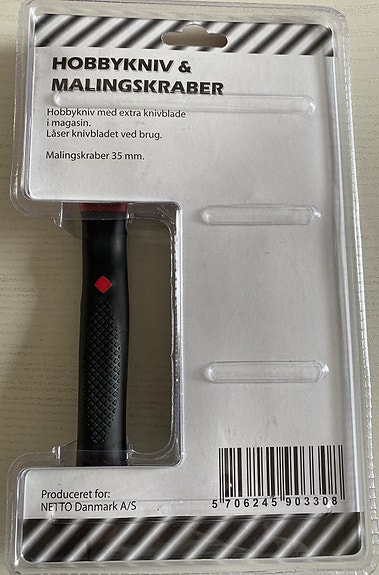 HOBBYKNIV &
MALINGSKRABER
Hobbykniv med extra knivblade
i magasin.
Låser knivbladet ved brug.
Malingskraber 35 mm.
Produceret for:
NETTO Danmark A/S
5 706245 903308